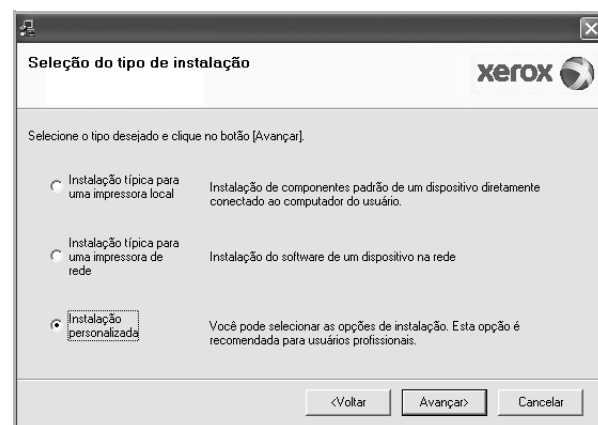 Seleção do tipo de instalação
xerox
Selecione o tipo desejado e clique no botão [Avançar].
Instalação típica para
uma impressora local
Instalação de componentes padrão de um dispositivo diretamente
conectado ao computador do usuário.
Instalação típica para
uma impressora de
rede
Instalação do software de um dispositivo na rede
Instalação
personalizada
Você pode selecionar as opções de instalação. Esta opção é
recomendada para usuários profissionais.
<Voltar
Avançar>
Cancelar